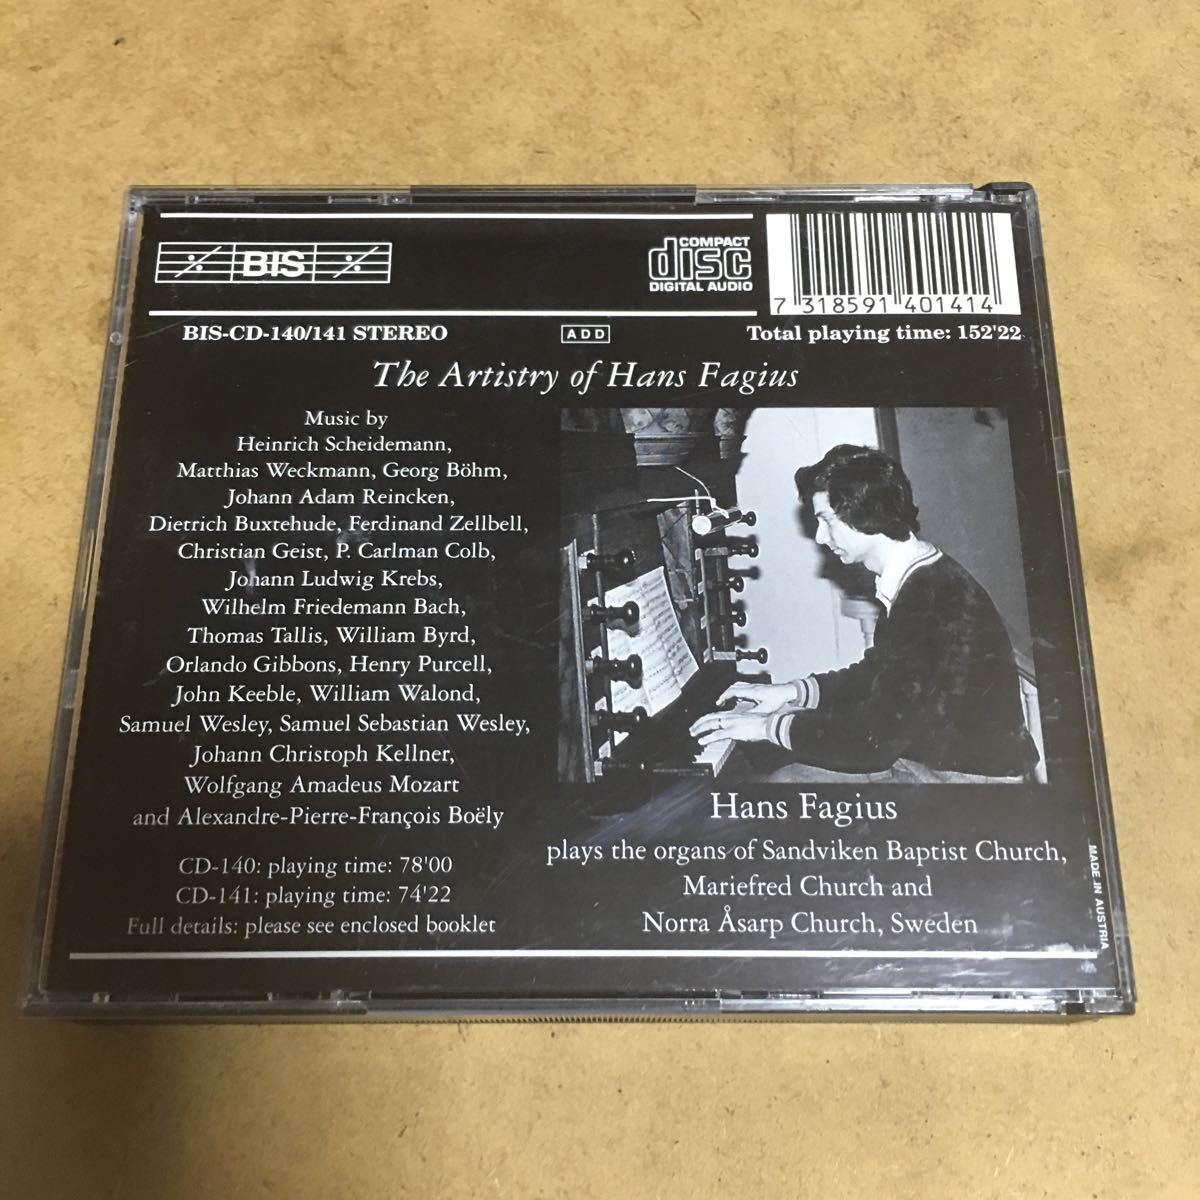 BIS
COMPACT
disc
DIGITAL AUDIO
7 318591 401414
BIS-CD-140/141 STEREO
ADD
Total playing time: 152'22
The Artistry of Hans Fagius
Music by
Heinrich Scheidemann,
Matthias Weckmann, Georg Böhm,
Johann Adam Reincken,
Dietrich Buxtehude, Ferdinand Zellbell,
Christian Geist, P. Carlman Colb,
Johann Ludwig Krebs,
Wilhelm Friedemann Bach,
Thomas Tallis, William Byrd,
Orlando Gibbons, Henry Purcell,
John Keeble, William Walond,
Samuel Wesley, Samuel Sebastian Wesley,
Johann Christoph Kellner,
Wolfgang Amadeus Mozart
and Alexandre-Pierre-François Boëly
CD-140: playing time: 78'00
CD-141: playing time: 74'22
Full details: please see enclosed booklet
Hans Fagius
plays the organs of Sandviken Baptist Church,
Mariefred Church and
Norra Åsarp Church, Sweden
MADE IN AUSTRIA